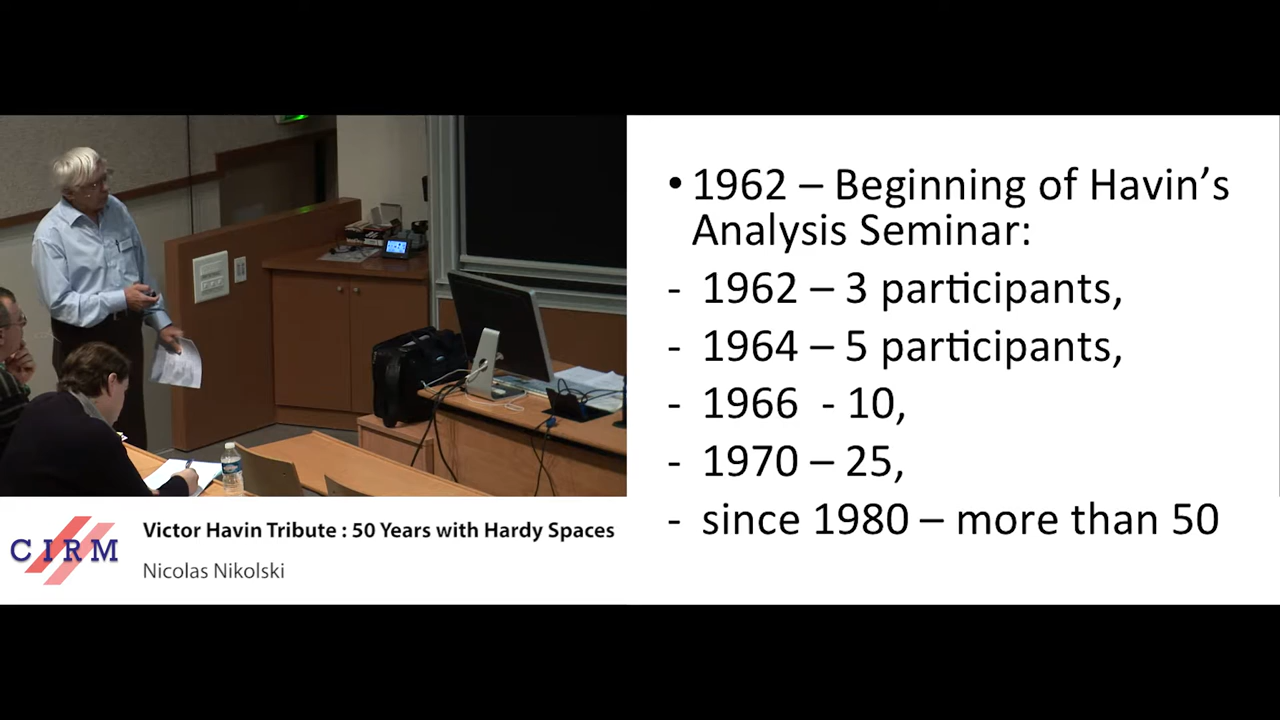 • 1962 – Beginning of Havin’s
Analysis Seminar:
- 1962 – 3 participants,
- 1964 – 5 participants,
- 1966 - 10,
- 1970 – 25,
- since 1980 – more than 50
CIRM
Victor Havin Tribute : 50 Years with Hardy Spaces
Nicolas Nikolski